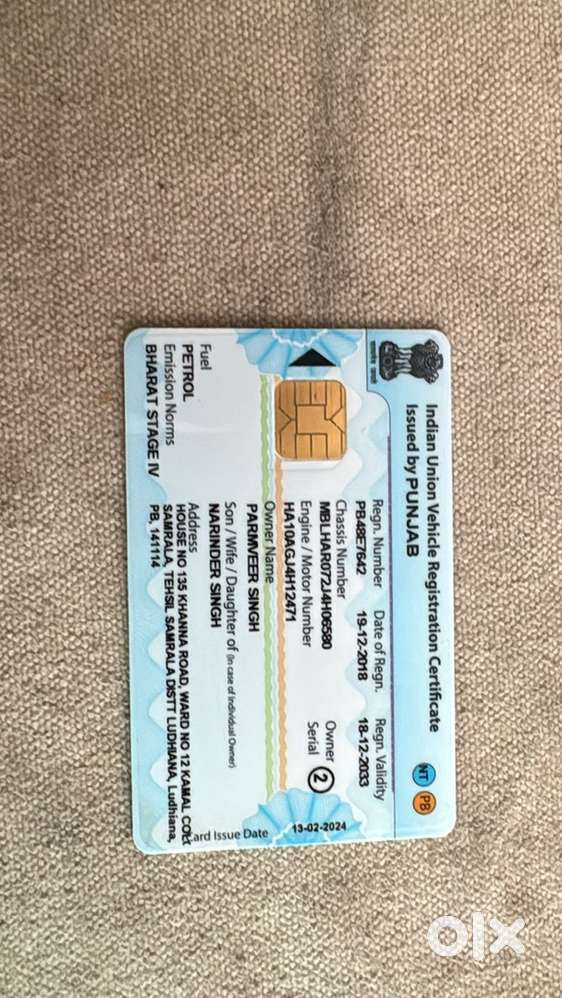 Indian Union Vehicle Registration Certificate
Issued by PUNJAB
NT PB
Regn. Number Date of Regn. Regn. Validity
PB48E7642 19-12-2018 18-12-2033
Chassis Number
MBLHAR072J4H06580
Engine / Motor Number
HA10AGJ4H12471
Owner Serial 2
Owner Name
PARMVEER SINGH
Son / Wife / Daughter of (In case of Individual Owner)
NARINDER SINGH
Fuel
PETROL
Emission Norms
BHARAT STAGE IV
Address
HOUSE NO 135 KHANNA ROAD, WARD NO 12 KAMAL
SAMRALA, TEHSIL SAMRALA DISTT LUDHIANA, Ludhiana,
PB, 141114
ard Issue Date
13-02-2024
olx